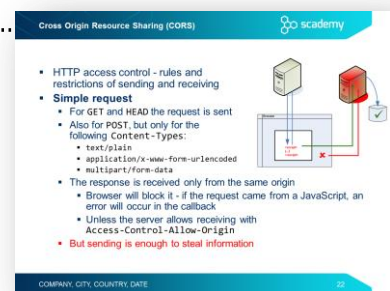 Cross Origin Resource Sharing (CORS)
scademy
HTTP access control - rules and
restrictions of sending and receiving
Simple request
For GET and HEAD the request is sent
Also for POST, but only for the
following Content-Types:
text/plain
application/x-www-form-urlencoded
multipart/form-data
The response is received only from the same origin
Browser will block it - if the request came from a JavaScript, an
error will occur in the callback
Unless the server allows receiving with
Access-Control-Allow-Origin
But sending is enough to steal information
COMPANY, CITY, COUNTRY, DATE
22